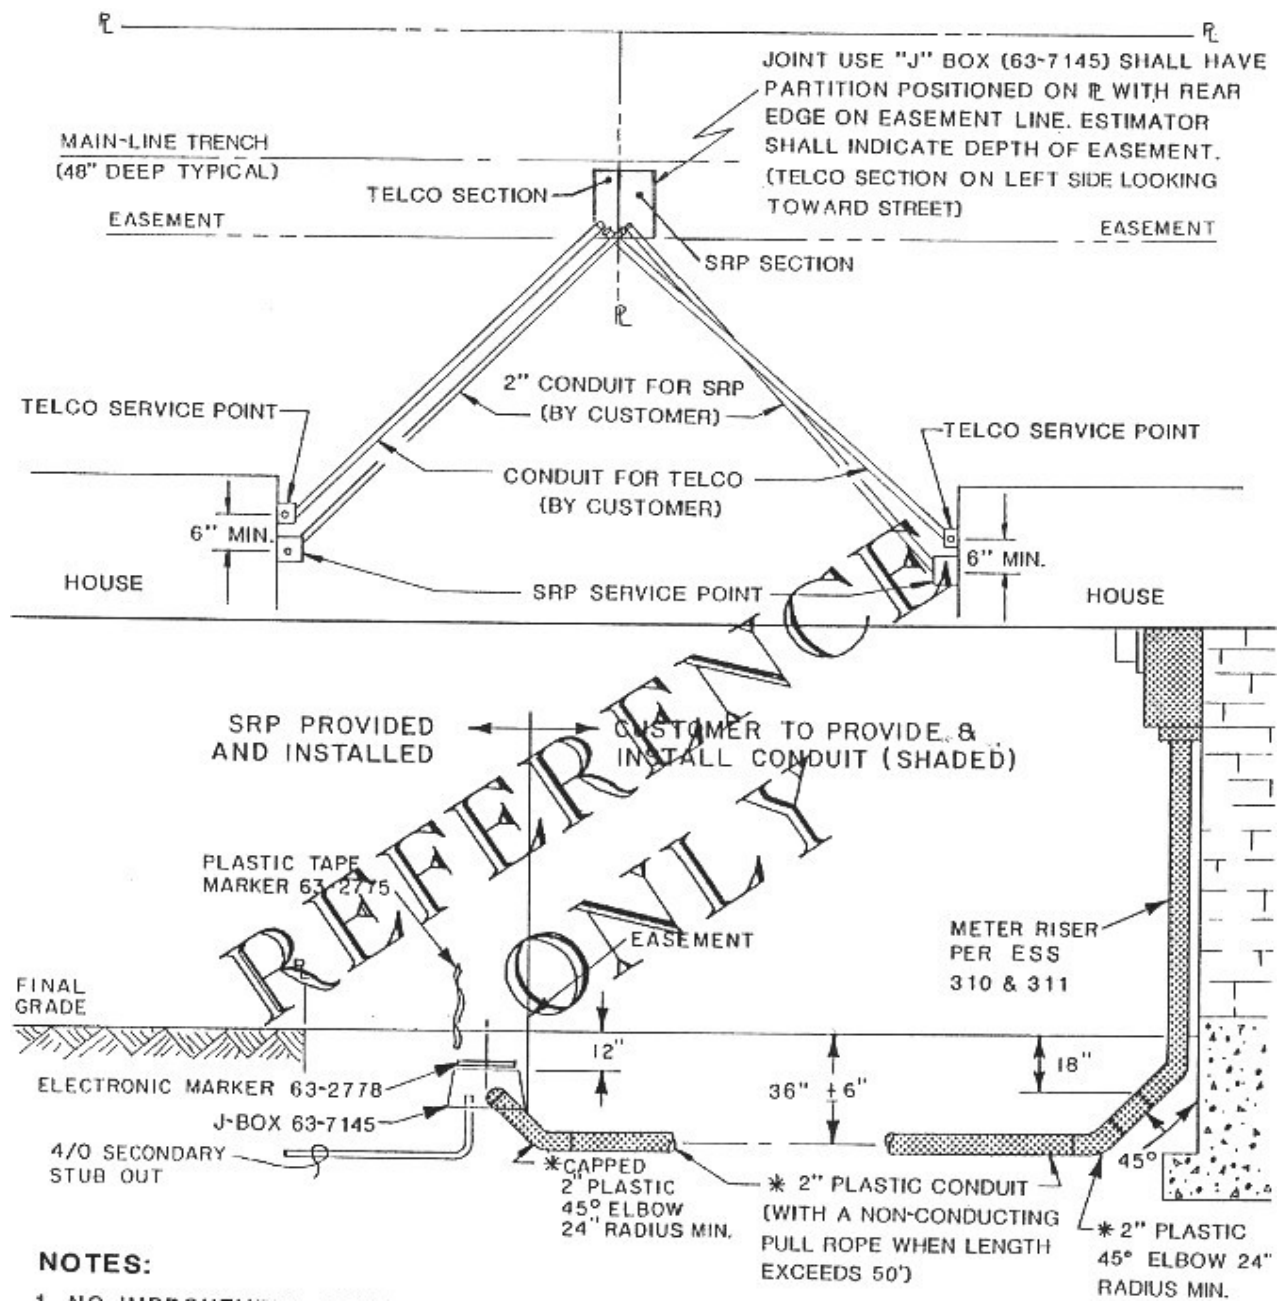 PL
PL
JOINT USE "J" BOX (63-7145) SHALL HAVE
PARTITION POSITIONED ON PL WITH REAR
EDGE ON EASEMENT LINE. ESTIMATOR
SHALL INDICATE DEPTH OF EASEMENT.
(TELCO SECTION ON LEFT SIDE LOOKING
TOWARD STREET)
MAIN-LINE TRENCH
(48" DEEP TYPICAL)
TELCO SECTION
EASEMENT
EASEMENT
SRP SECTION
PL
2" CONDUIT FOR SRP
(BY CUSTOMER)
TELCO SERVICE POINT
TELCO SERVICE POINT
CONDUIT FOR TELCO
(BY CUSTOMER)
6" MIN.
6" MIN.
HOUSE
SRP SERVICE POINT
HOUSE
REFERENCE
ONLY
SRP PROVIDED
AND INSTALLED
CUSTOMER TO PROVIDE &
INSTALL CONDUIT (SHADED)
PLASTIC TAPE
MARKER 63-2775
EASEMENT
METER RISER
PER ESS
310 & 311
PL
FINAL
GRADE
12"
36" ±6"
18"
ELECTRONIC MARKER 63-2778
J-BOX 63-7145
4/0 SECONDARY
STUB OUT
* CAPPED
2" PLASTIC
45° ELBOW
24" RADIUS MIN.
* 2" PLASTIC CONDUIT
(WITH A NON-CONDUCTING
PULL ROPE WHEN LENGTH
EXCEEDS 50')
45°
* 2" PLASTIC
45° ELBOW 24"
RADIUS MIN.
NOTES:
1. NO